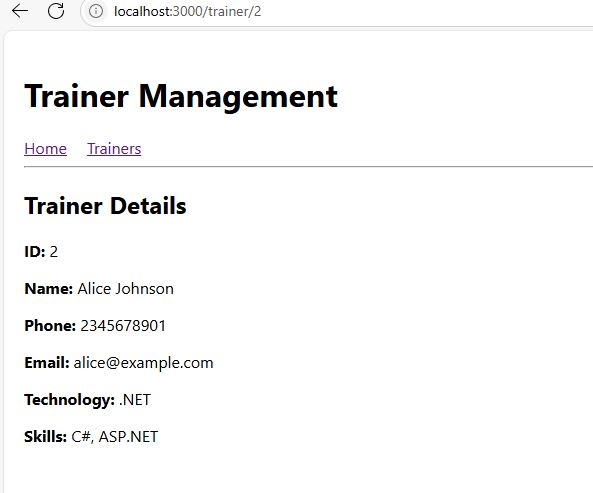 localhost:3000/trainer/2
Trainer Management
Home Trainers
Trainer Details
ID: 2
Name: Alice Johnson
Phone: 2345678901
Email: alice@example.com
Technology: .NET
Skills: C#, ASP.NET